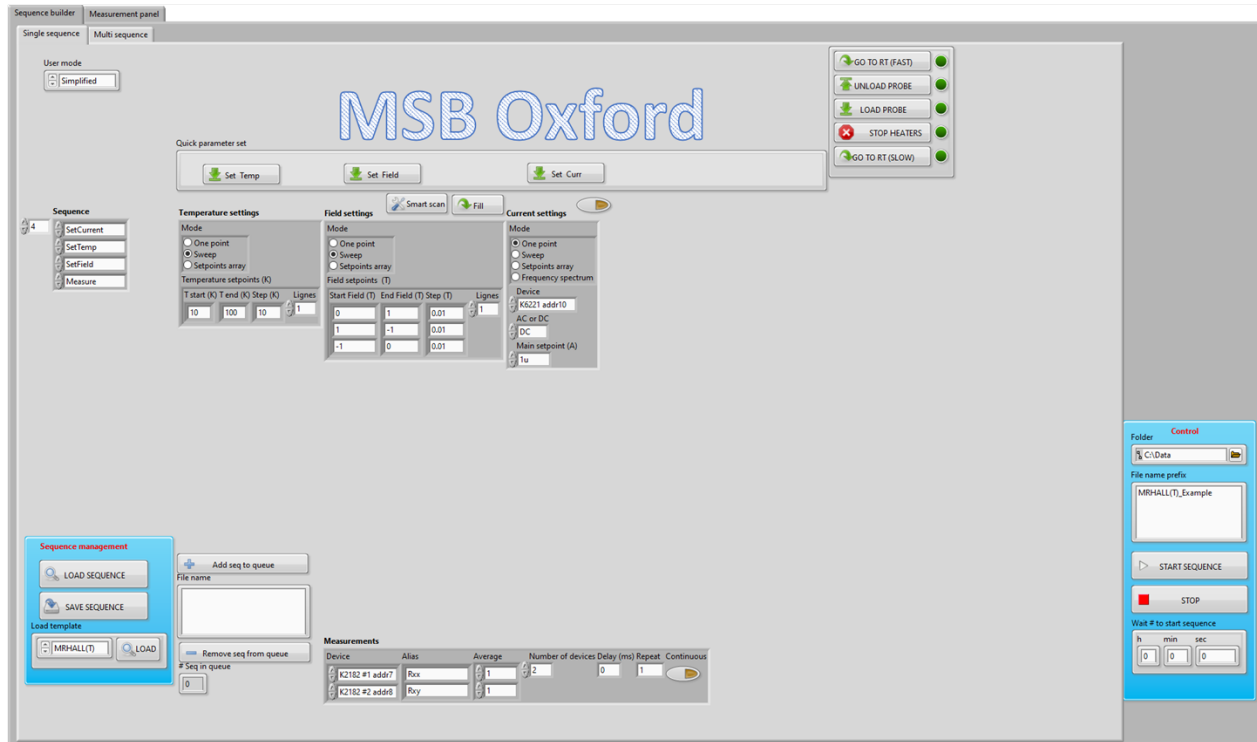 Sequence builder
Measurement panel
Single sequence
Multi sequence
User mode
Simplified
MSB Oxford
GO TO RT (FAST)
UNLOAD PROBE
LOAD PROBE
STOP HEATERS
GO TO RT (SLOW)
Quick parameter set
Set Temp
Set Field
Set Curr
Smart scan
Fill
Sequence
4
SetCurrent
SetTemp
SetField
Measure
Temperature settings
Mode
One point
Sweep
Setpoints array
Temperature setpoints (K)
T start (K) T end (K) Step (K) Lignes
10 100 10 1
Field settings
Mode
One point
Sweep
Setpoints array
Field setpoints (T)
Start Field (T) End Field (T) Step (T) Lignes
0 1 0.01 1
1 -1 0.01
-1 0 0.01
Current settings
Mode
One point
Sweep
Setpoints array
Frequency spectrum
Device
K6221 addr10
AC or DC
DC
Main setpoint (A)
1u
Sequence management
LOAD SEQUENCE
SAVE SEQUENCE
Load template
MRHALL(T)
LOAD
Add seq to queue
File name
Remove seq from queue
# Seq in queue
0
Measurements
Device Alias Average Number of devices Delay (ms) Repeat Continuous
K2182 #1 addr7 Rxx 1 2 0 1
K2182 #2 addr8 Rxy 1
Control
Folder
C:\Data
File name prefix
MRHALL(T)_Example
START SEQUENCE
STOP
Wait # to start sequence
h min sec
0 0 0